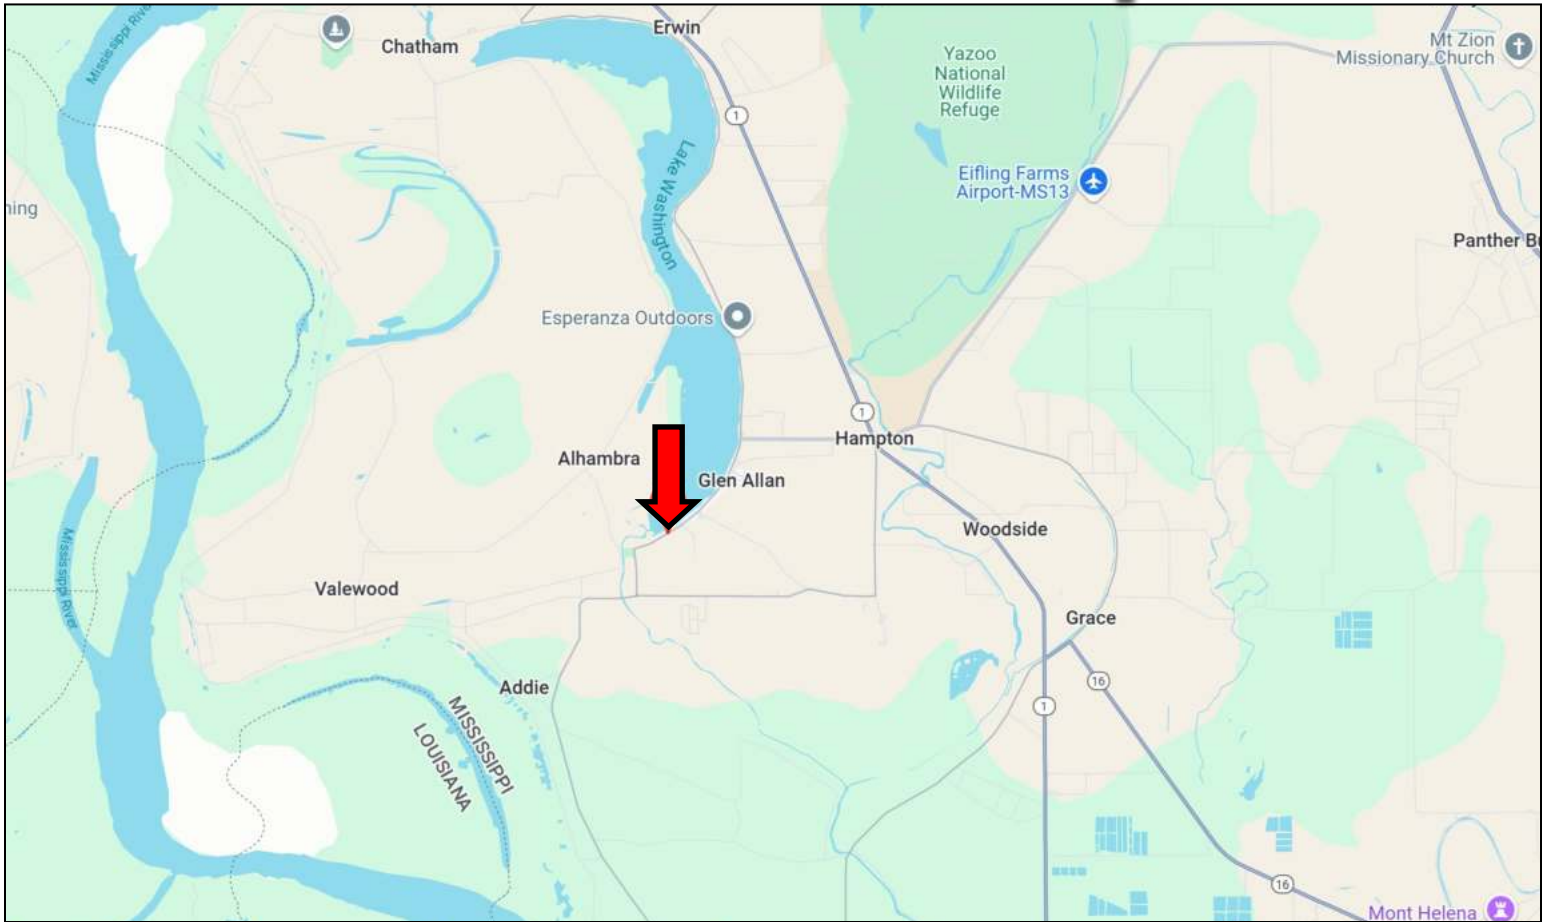 Mississippi River
Chatham
Erwin
Yazoo
National
Wildlife
Refuge
Mt Zion
Missionary Church
1
Lake Washington
Eifling Farms
Airport-MS13
Panther
Esperanza Outdoors
1
Hampton
Alhambra
Glen Allan
Woodside
Mississippi River
Valewood
Grace
Addie
16
1
MISSISSIPPI
LOUISIANA
16
Mont Helena